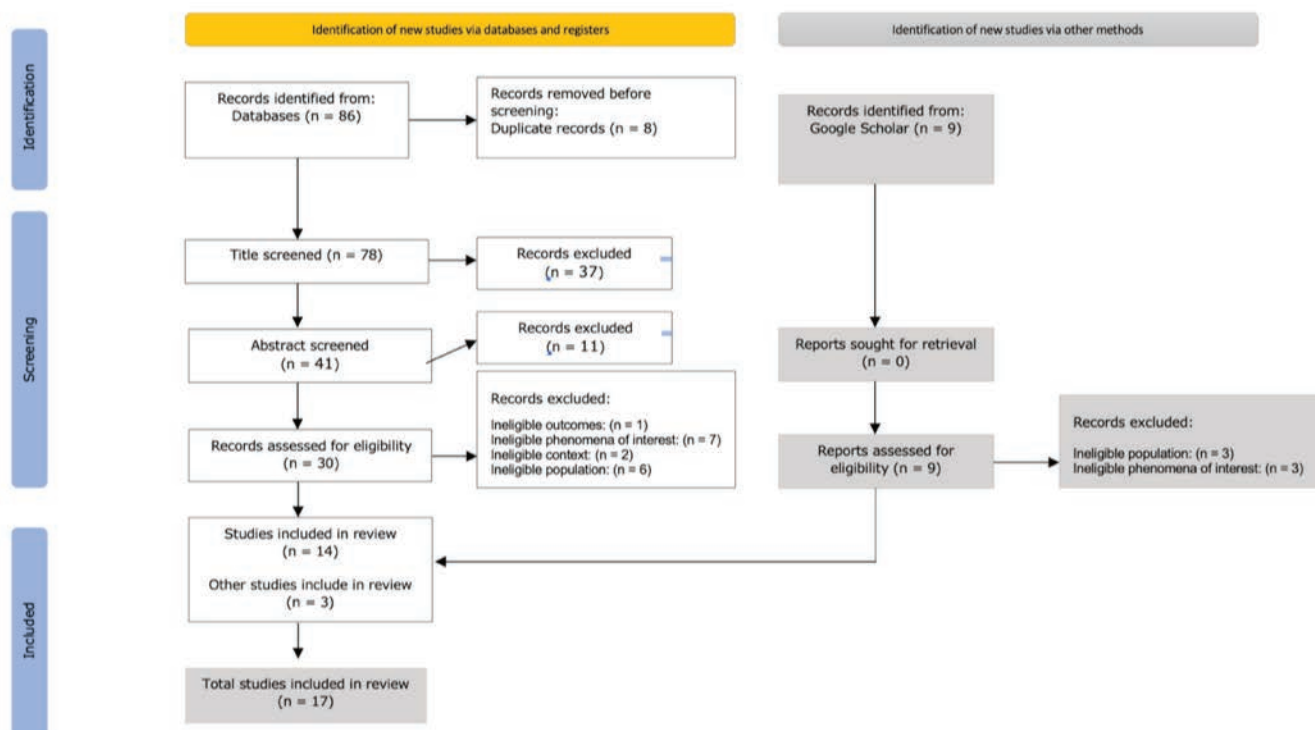 Identification of new studies via databases and registers
Identification of new studies via other methods
Identification
Records identified from:
Databases (n = 86)
Records removed before
screening:
Duplicate records (n = 8)
Records identified from:
Google Scholar (n = 9)
Screening
Title screened (n = 78)
Records excluded
(n = 37)
Abstract screened
(n = 41)
Records excluded
(n = 11)
Reports sought for retrieval
(n = 0)
Records assessed for eligibility
(n = 30)
Records excluded:
Ineligible outcomes: (n = 1)
Ineligible phenomena of interest: (n = 7)
Ineligible context: (n = 2)
Ineligible population: (n = 6)
Reports assessed for
eligibility (n = 9)
Records excluded:
Ineligible population: (n = 3)
Ineligible phenomena of interest: (n = 3)
Included
Studies included in review
(n = 14)
Other studies include in review
(n = 3)
Total studies included in review
(n = 17)